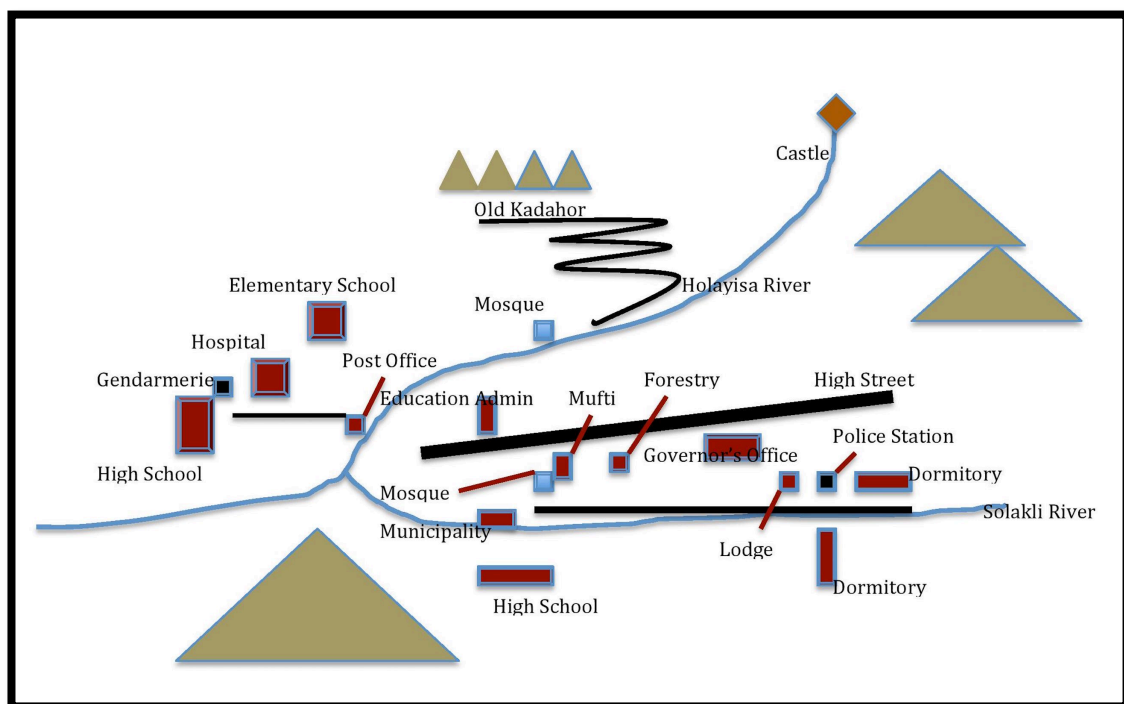 Castle
Old Kadahor
Elementary School
Holayisa River
Mosque
Hospital
Post Office
Gendarmerie
Education Admin
Mufti
Forestry
High Street
Police Station
High School
Governor's Office
Dormitory
Mosque
Solakli River
Municipality
Lodge
Dormitory
High School